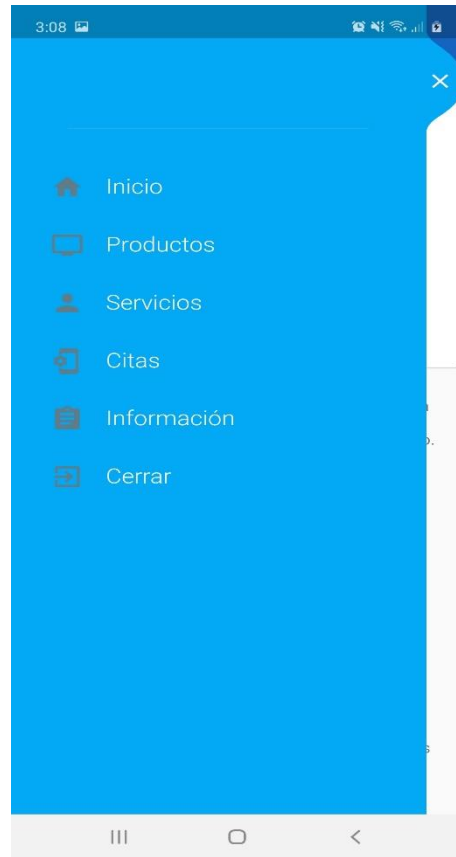 3:08
Inicio
Productos
Servicios
Citas
Información
Cerrar